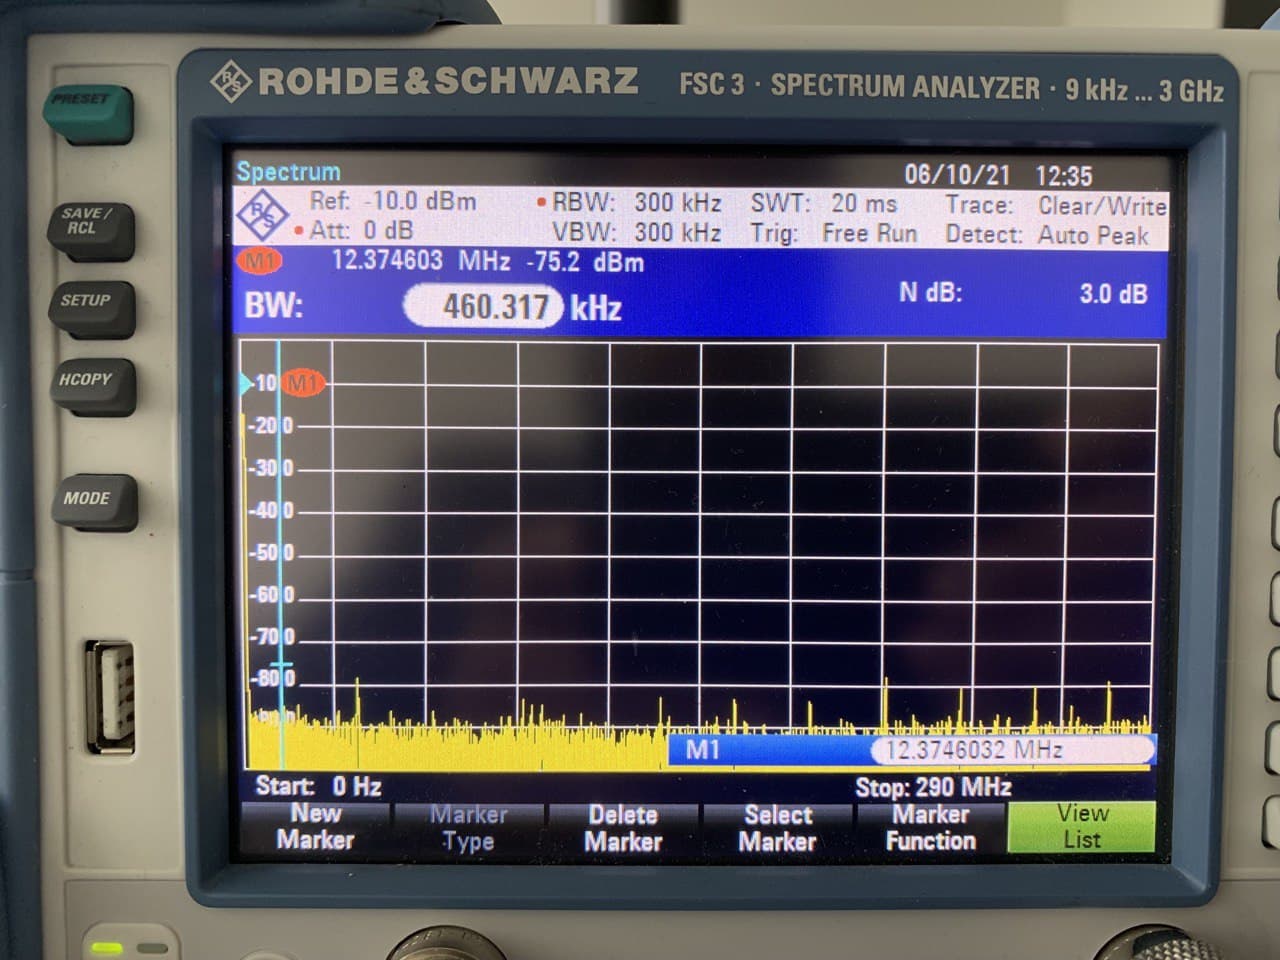 R&S ROHDE&SCHWARZ FSC 3 · SPECTRUM ANALYZER · 9 kHz ... 3 GHz
PRESET
SAVE/
RCL
SETUP
HCOPY
MODE
Spectrum 06/10/21 12:35
R&S Ref: -10.0 dBm RBW: 300 kHz SWT: 20 ms Trace: Clear/Write
Att: 0 dB VBW: 300 kHz Trig: Free Run Detect: Auto Peak
M1 12.374603 MHz -75.2 dBm
BW: 460.317 kHz N dB: 3.0 dB
-10 M1
-20.0
-30.0
-40.0
-50.0
-60.0
-70.0
-80.0
M1 12.3746032 MHz
Start: 0 Hz Stop: 290 MHz
New Marker Delete Select Marker View
Marker Type Marker Marker Function List